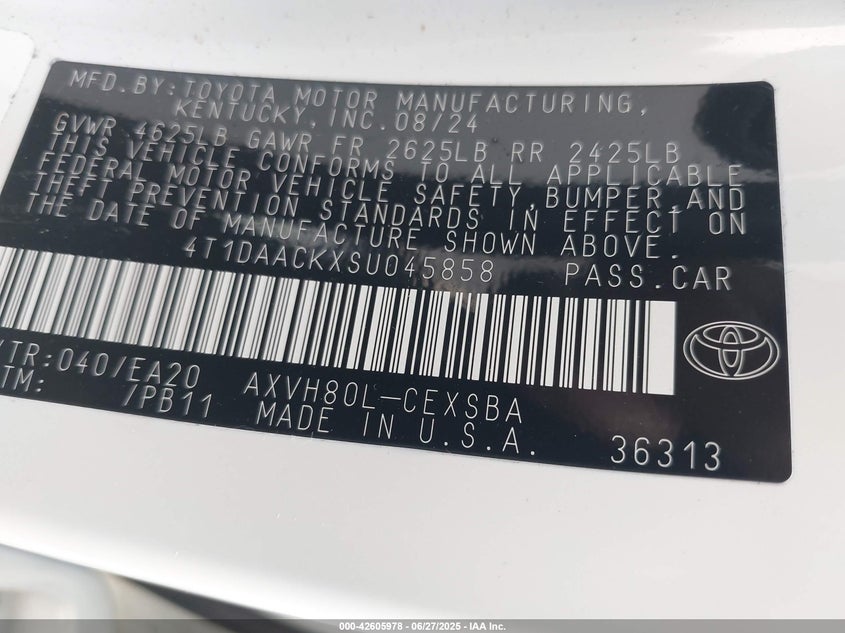 MFD.BY:TOYOTA MOTOR MANUFACTURING,
KENTUCKY, INC. 08/24
GVWR 4625LB GAWR FR 2625LB RR 2425LB
THIS VEHICLE CONFORMS TO ALL APPLICABLE
FEDERAL MOTOR VEHICLE SAFETY,BUMPER,AND
THEFT PREVENTION STANDARDS IN EFFECT ON
THE DATE OF MANUFACTURE SHOWN ABOVE.
4T1DAACKXSU045858 PASS.CAR
/TR:040/EA20 AXVH80L-CEXSBA
TM: /PB11 MADE IN U.S.A. 36313
000-42605978 | 06/27/2025 - IAA Inc.